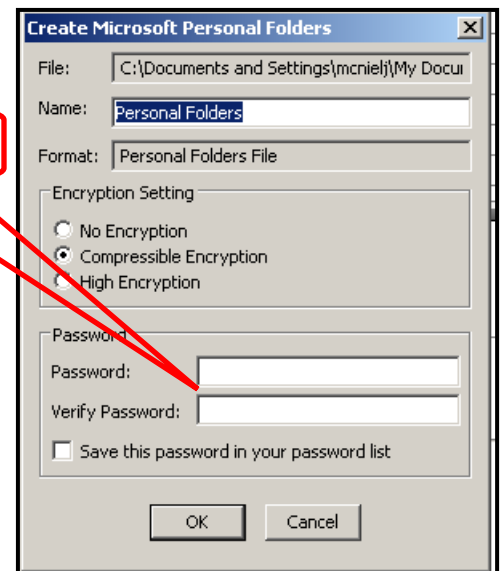 Create Microsoft Personal Folders
File: C:\Documents and Settings\mcnielj\My Docur
Name: Personal Folders
Format: Personal Folders File
Encryption Setting
No Encryption
Compressible Encryption
High Encryption
Password
Password:
Verify Password:
Save this password in your password list
OK Cancel